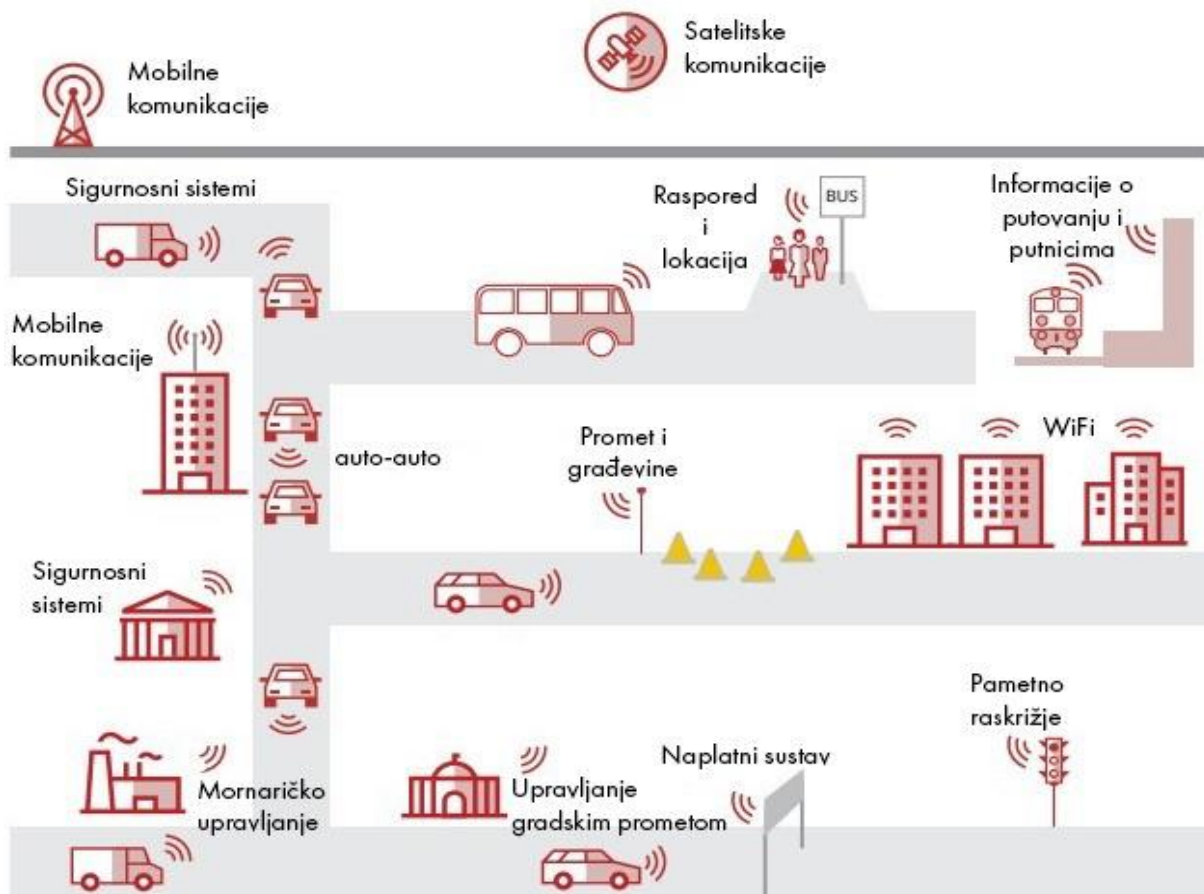 Mobilne
komunikacije
Satelitske
komunikacije
Sigurnosni sistemi
Raspored
i
lokacija
BUS
Informacije o
putovanju i
putnicima
Mobilne
komunikacije
auto-auto
Promet i
građevine
WiFi
Sigurnosni
sistemi
Pametno
raskrižje
Mornaričko
upravljanje
Upravljanje
gradskim prometom
Naplatni sustav